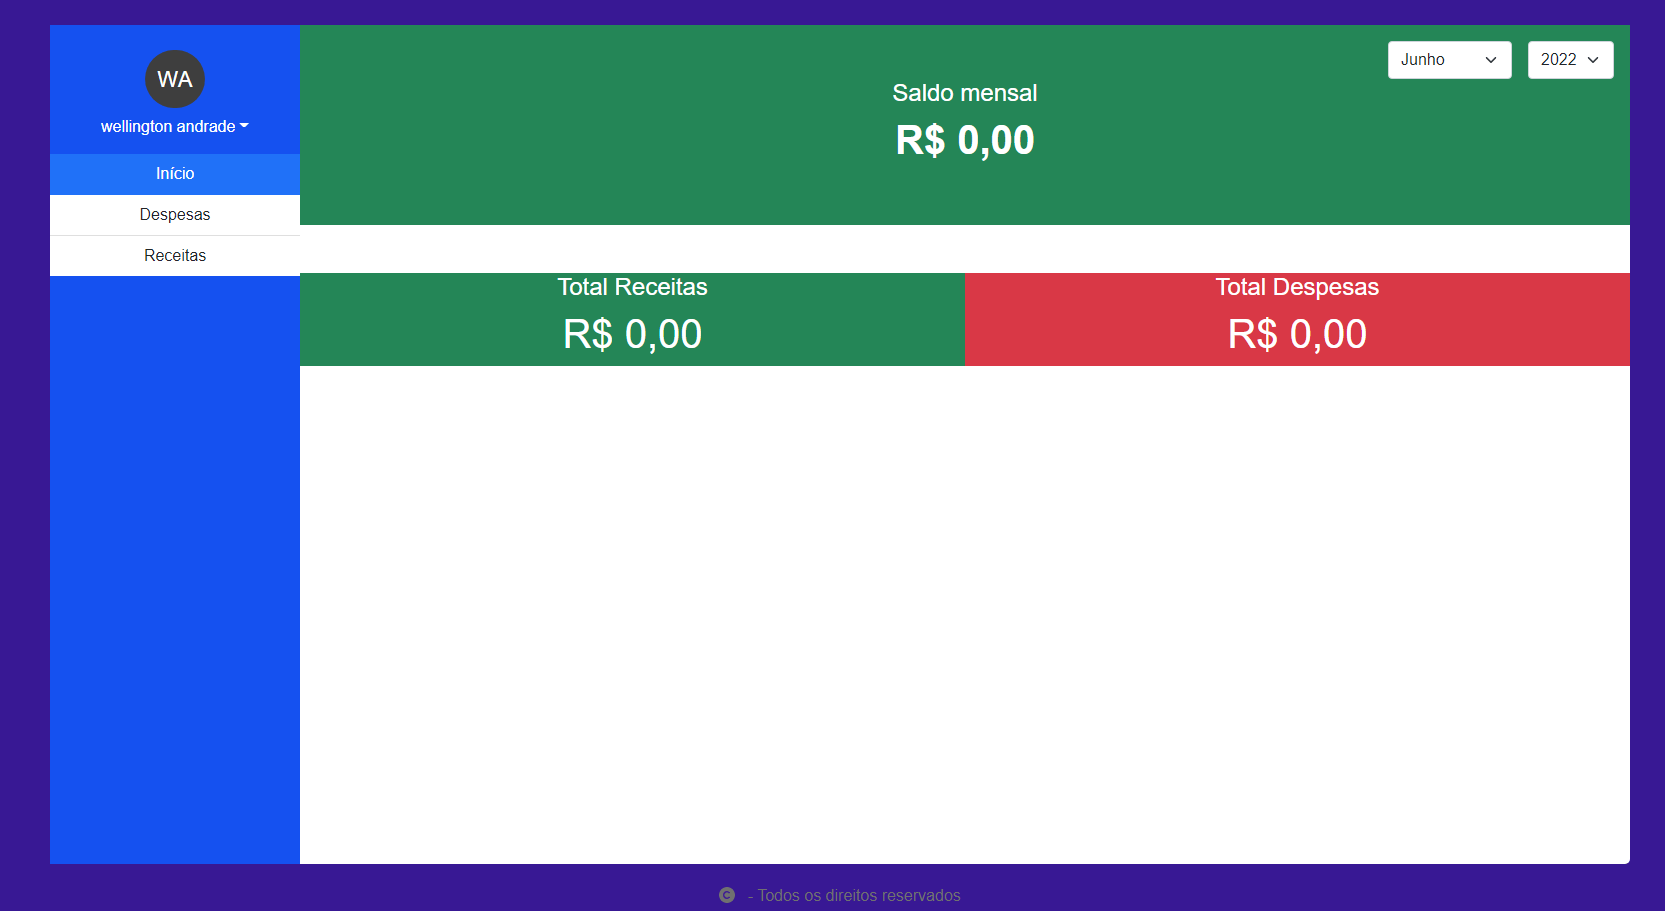 WA
wellington andrade
Início
Despesas
Receitas
Junho
2022
Saldo mensal
R$ 0,00
Total Receitas
R$ 0,00
Total Despesas
R$ 0,00
C - Todos os direitos reservados